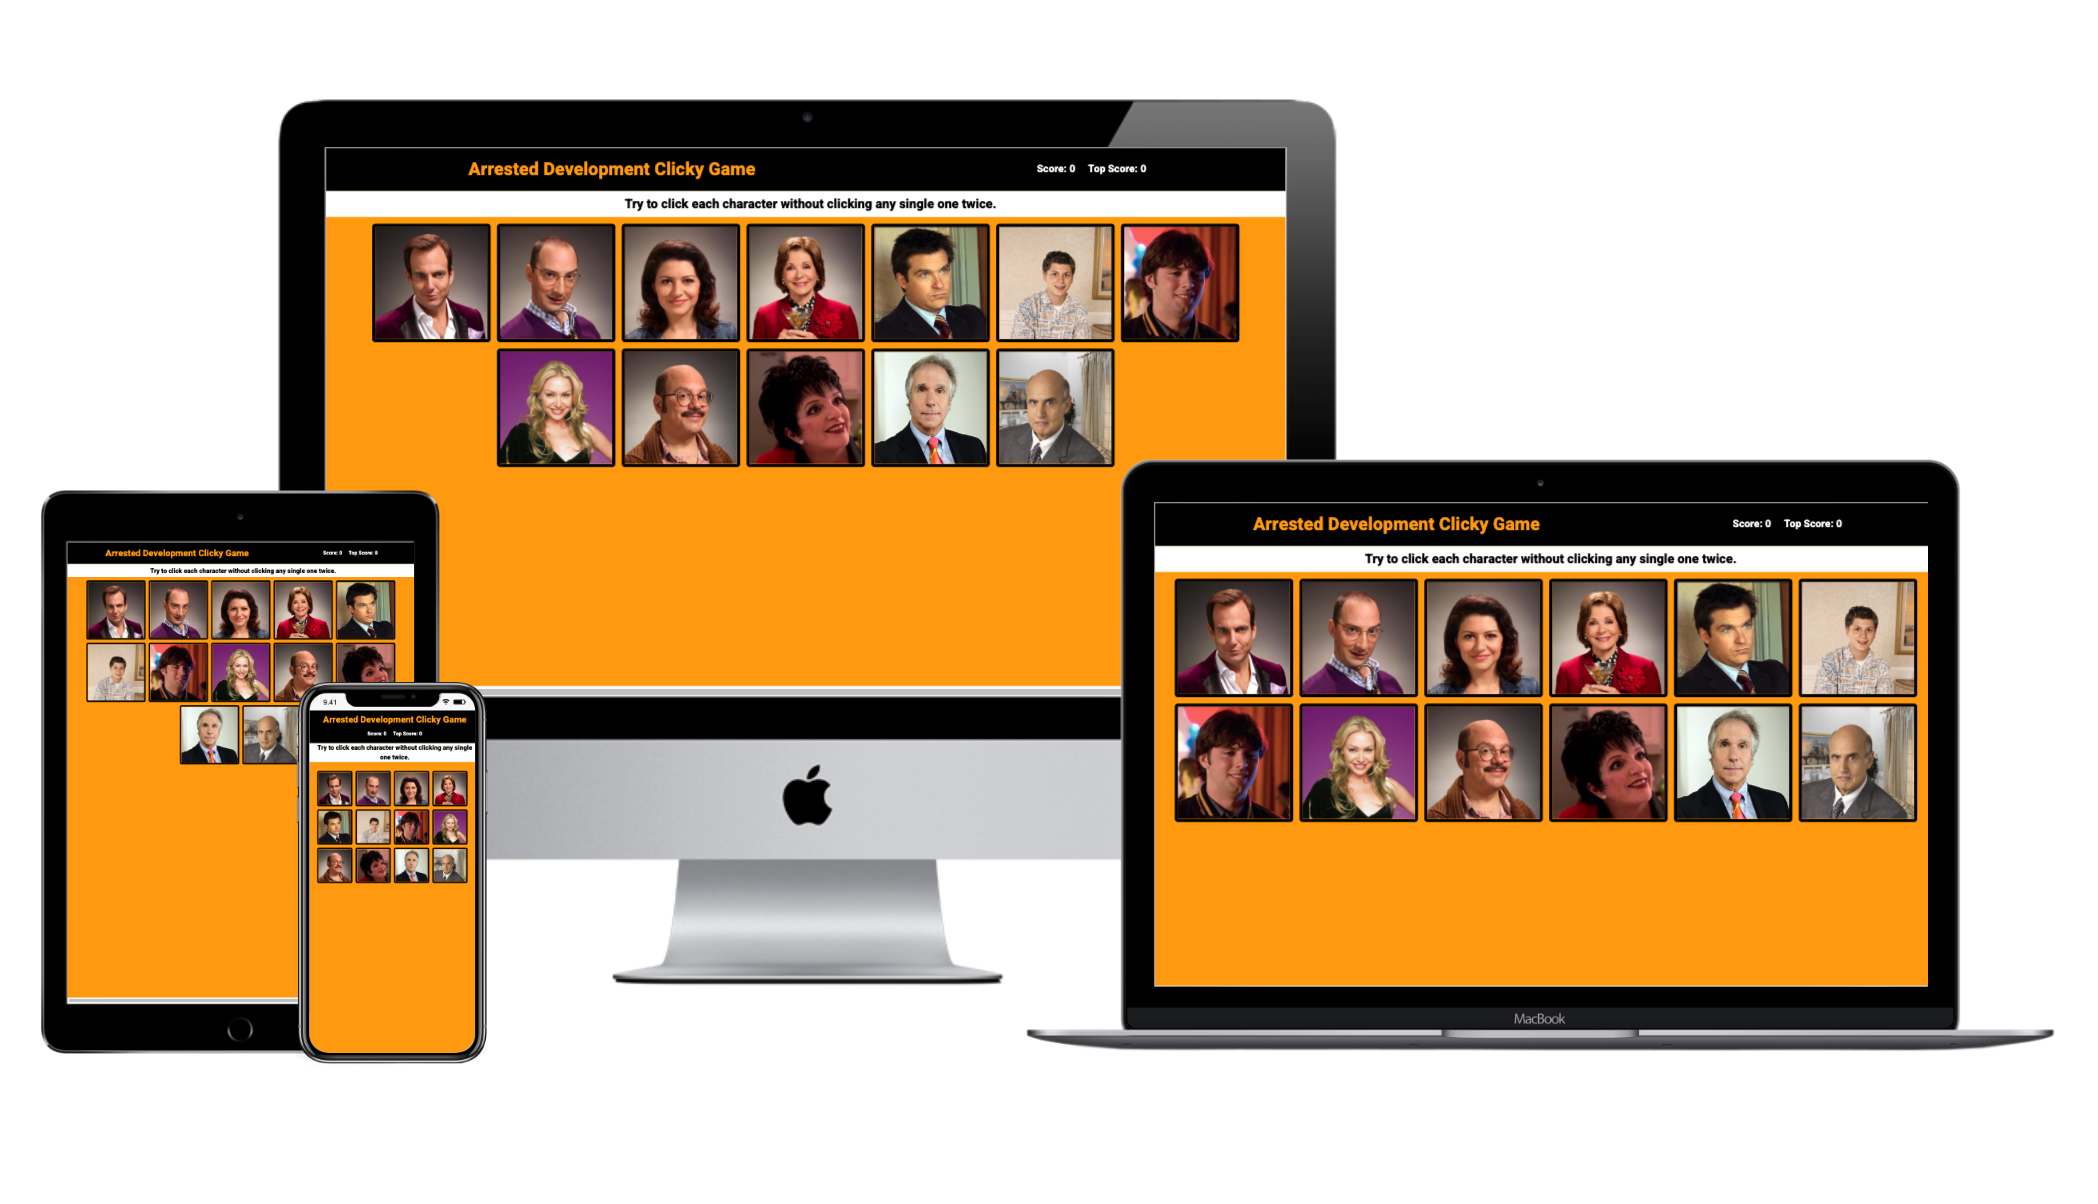 Arrested Development Clicky Game
Score: 0 Top Score: 0
Try to click each character without clicking any single one twice.
Arrested Development Clicky Game
Score: 0 Top Score: 0
Try to click each character without clicking any single one twice.
MacBook
Arrested Development Clicky Game
Score: 0 Top Score: 0
Try to click each character without clicking any single one twice.
9.41
Arrested Development Clicky Game
Score: 0 Top Score: 0
Try to click each character without clicking any single
one twice.